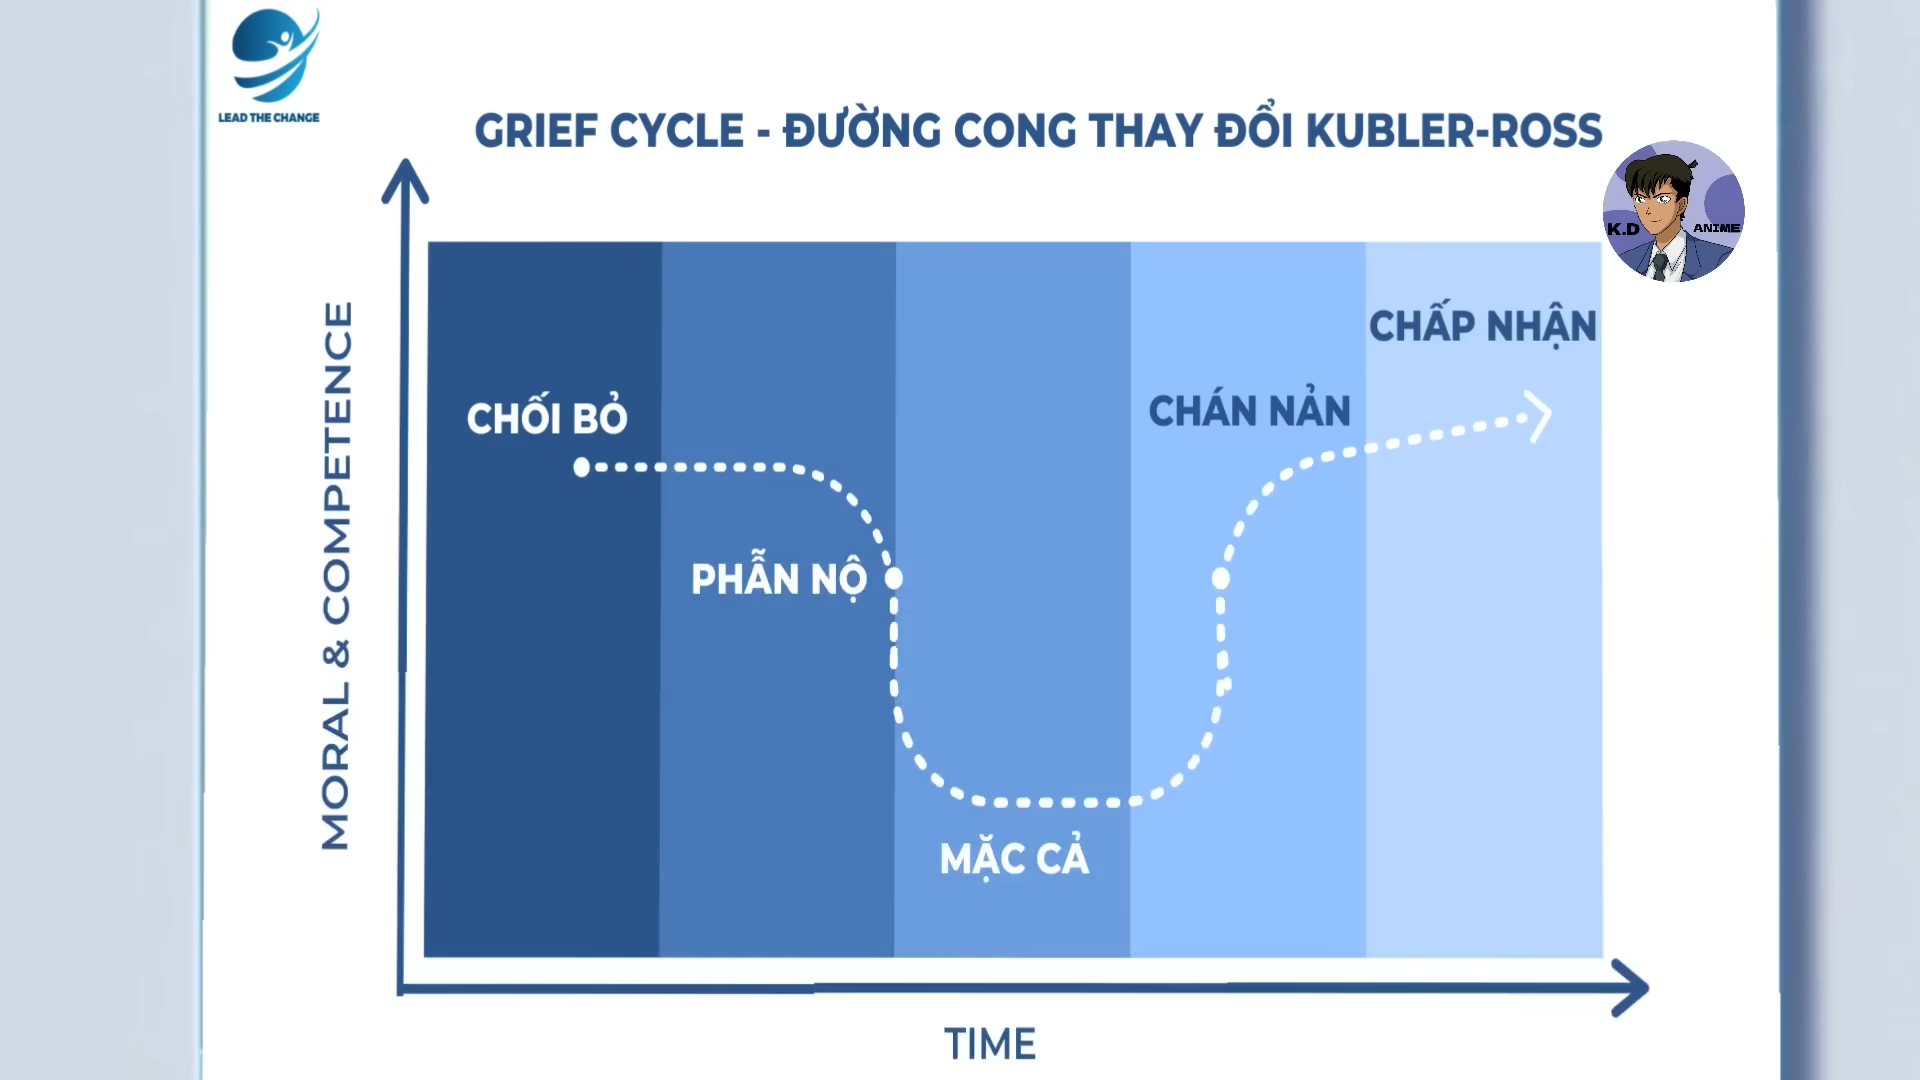 LEAD THE CHANGE
GRIEF CYCLE - ĐƯỜNG CONG THAY ĐỔI KUBLER-ROSS
K.D ANIME
MORAL & COMPETENCE
CHẤP NHẬN
CHỐI BỎ
CHÁN NẢN
PHẪN NỘ
MẶC CẢ
TIME